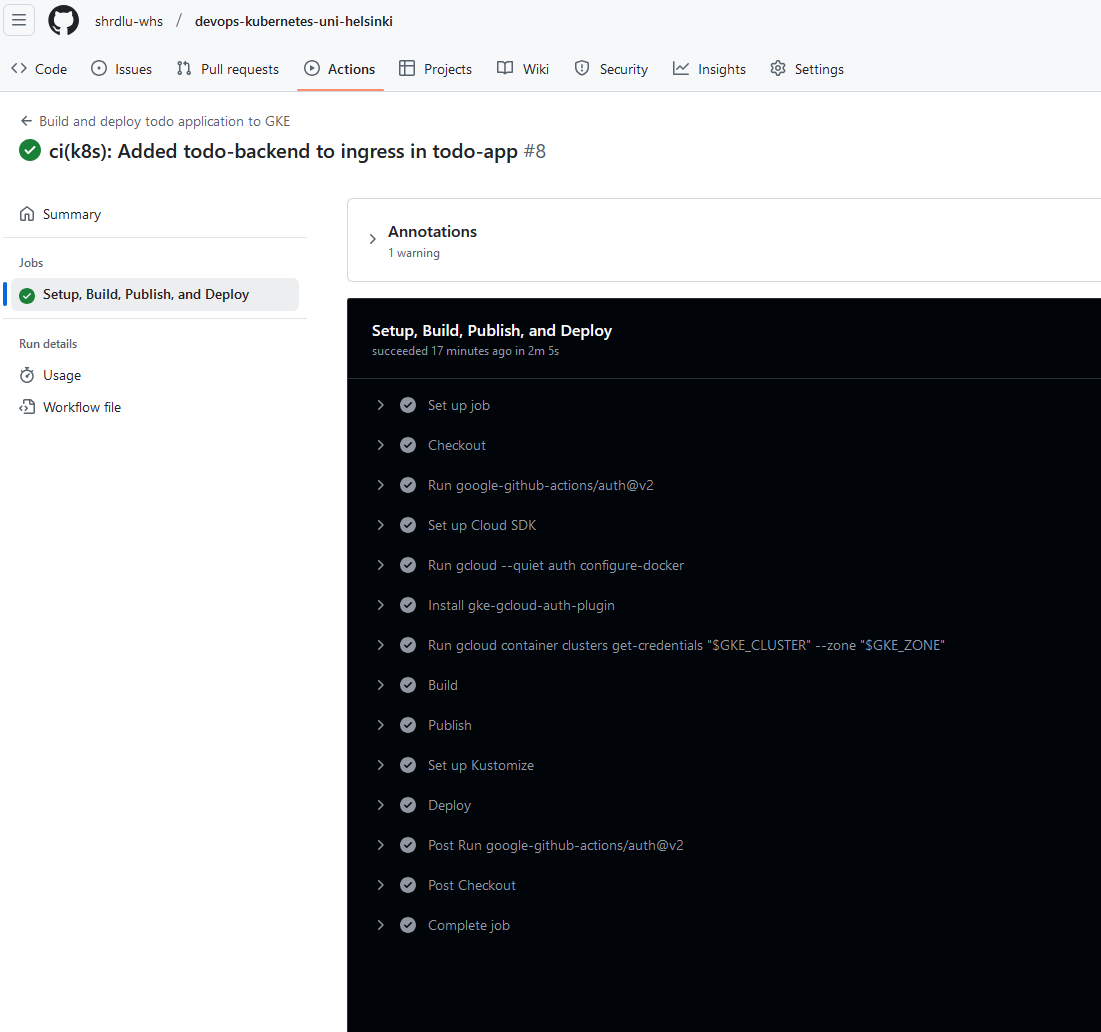 shrdlu-whs / devops-kubernetes-uni-helsinki
Code Issues Pull requests Actions Projects Wiki Security Insights Settings
Build and deploy todo application to GKE
ci(k8s): Added todo-backend to ingress in todo-app #8
Summary
Jobs
Setup, Build, Publish, and Deploy
Run details
Usage
Workflow file
Annotations
1 warning
Setup, Build, Publish, and Deploy
succeeded 17 minutes ago in 2m 5s
Set up job
Checkout
Run google-github-actions/auth@v2
Set up Cloud SDK
Run gcloud --quiet auth configure-docker
Install gke-gcloud-auth-plugin
Run gcloud container clusters get-credentials "$GKE_CLUSTER" --zone "$GKE_ZONE"
Build
Publish
Set up Kustomize
Deploy
Post Run google-github-actions/auth@v2
Post Checkout
Complete job